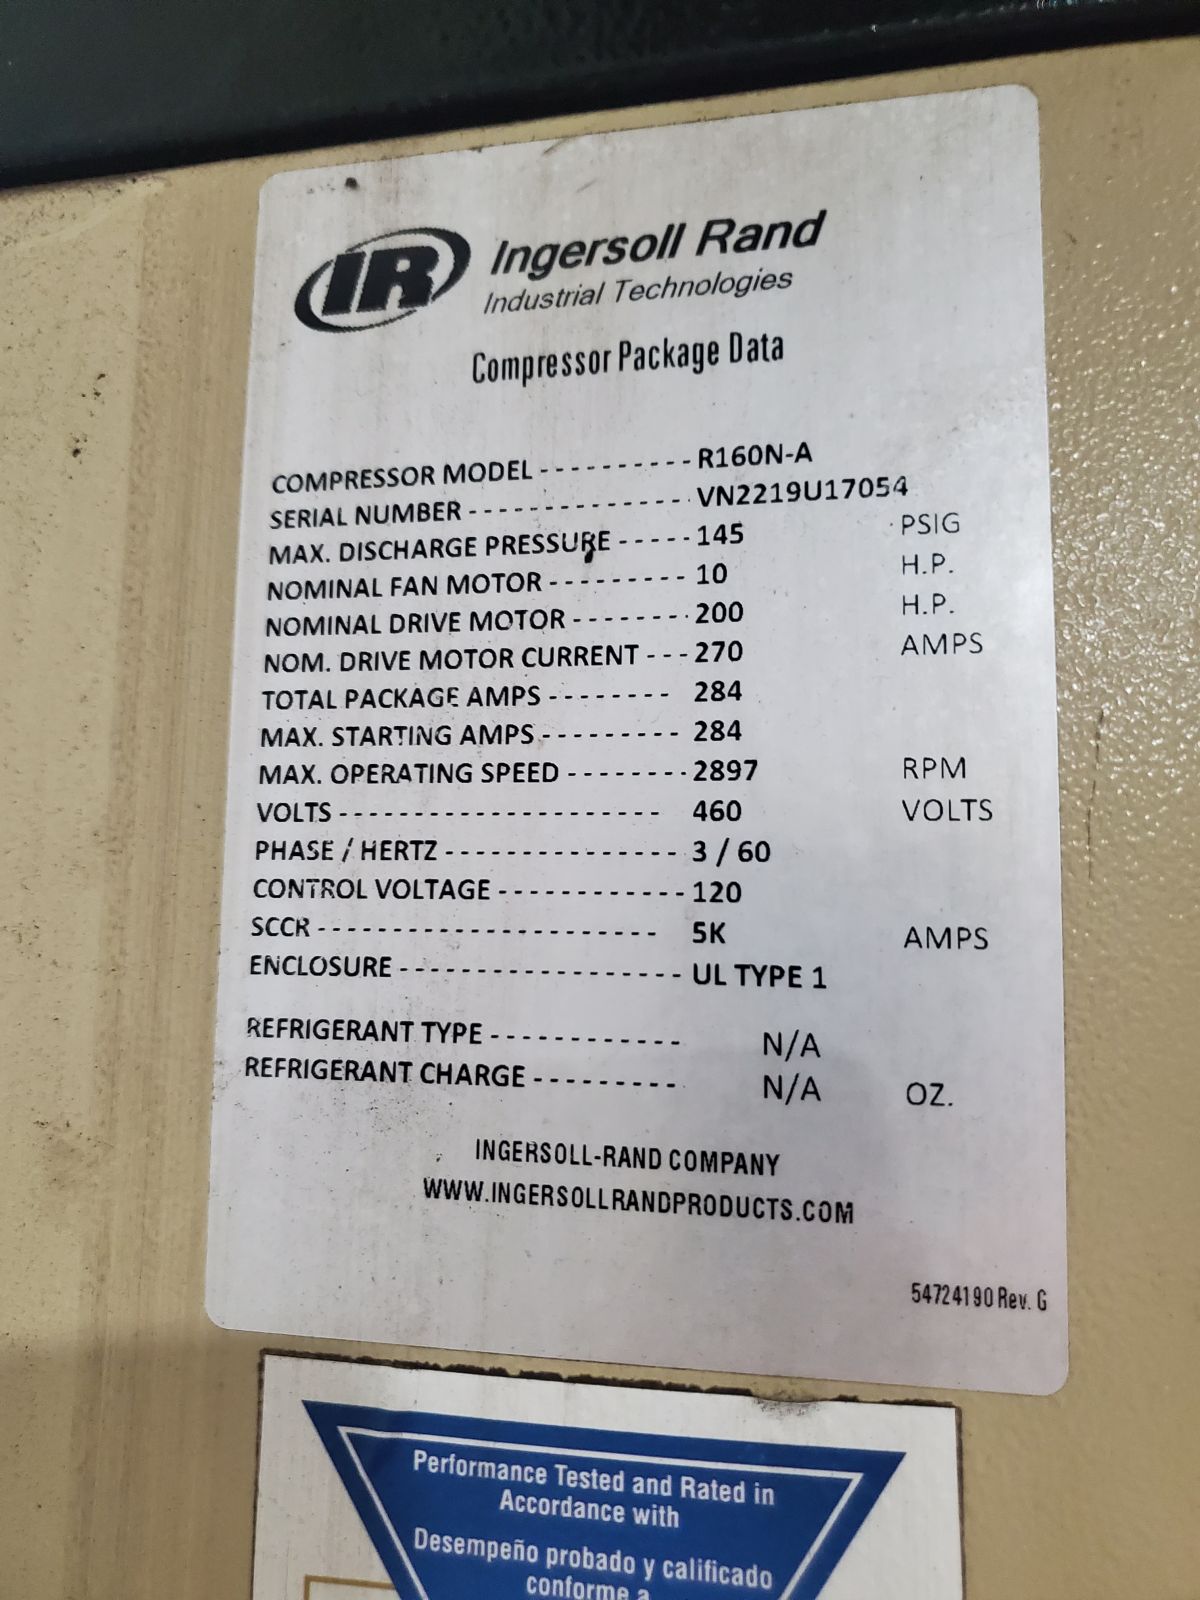 IR Ingersoll Rand
Industrial Technologies
Compressor Package Data
COMPRESSOR MODEL - - - - - - - - - - R160N-A
SERIAL NUMBER - - - - - - - - - - - - - - - VN2219U17054
MAX. DISCHARGE PRESSURE - - - - - 145 PSIG
NOMINAL FAN MOTOR - - - - - - - - - 10 H.P.
NOMINAL DRIVE MOTOR - - - - - - - - 200 H.P.
NOM. DRIVE MOTOR CURRENT - - - 270 AMPS
TOTAL PACKAGE AMPS - - - - - - - - 284
MAX. STARTING AMPS - - - - - - - - - 284
MAX. OPERATING SPEED - - - - - - - - 2897 RPM
VOLTS - - - - - - - - - - - - - - - - - - - - - 460 VOLTS
PHASE / HERTZ - - - - - - - - - - - - - - - 3 / 60
CONTROL VOLTAGE - - - - - - - - - - - - 120
SCCR - - - - - - - - - - - - - - - - - - - - - - 5K AMPS
ENCLOSURE - - - - - - - - - - - - - - - - - - UL TYPE 1
REFRIGERANT TYPE - - - - - - - - - - - - N/A
REFRIGERANT CHARGE - - - - - - - - - N/A OZ.
INGERSOLL-RAND COMPANY
WWW.INGERSOLLRANDPRODUCTS.COM
54724190 Rev. G
Performance Tested and Rated in
Accordance with
Desempeño probado y calificado
conforme a